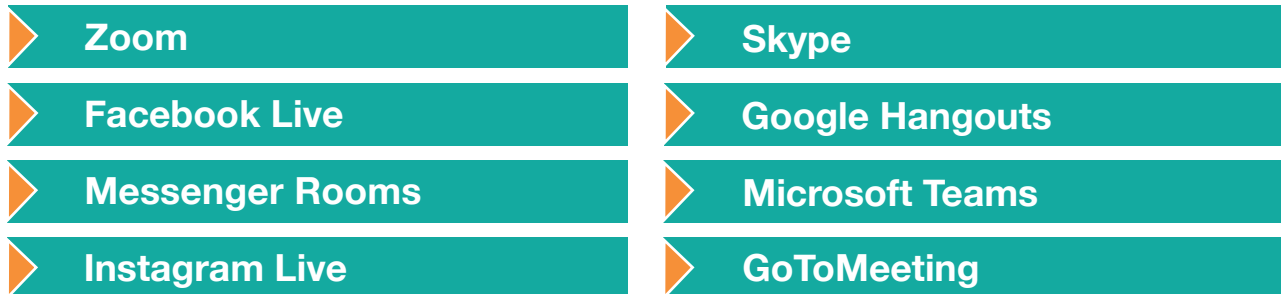 Zoom
Facebook Live
Messenger Rooms
Instagram Live
Skype
Google Hangouts
Microsoft Teams
GoToMeeting